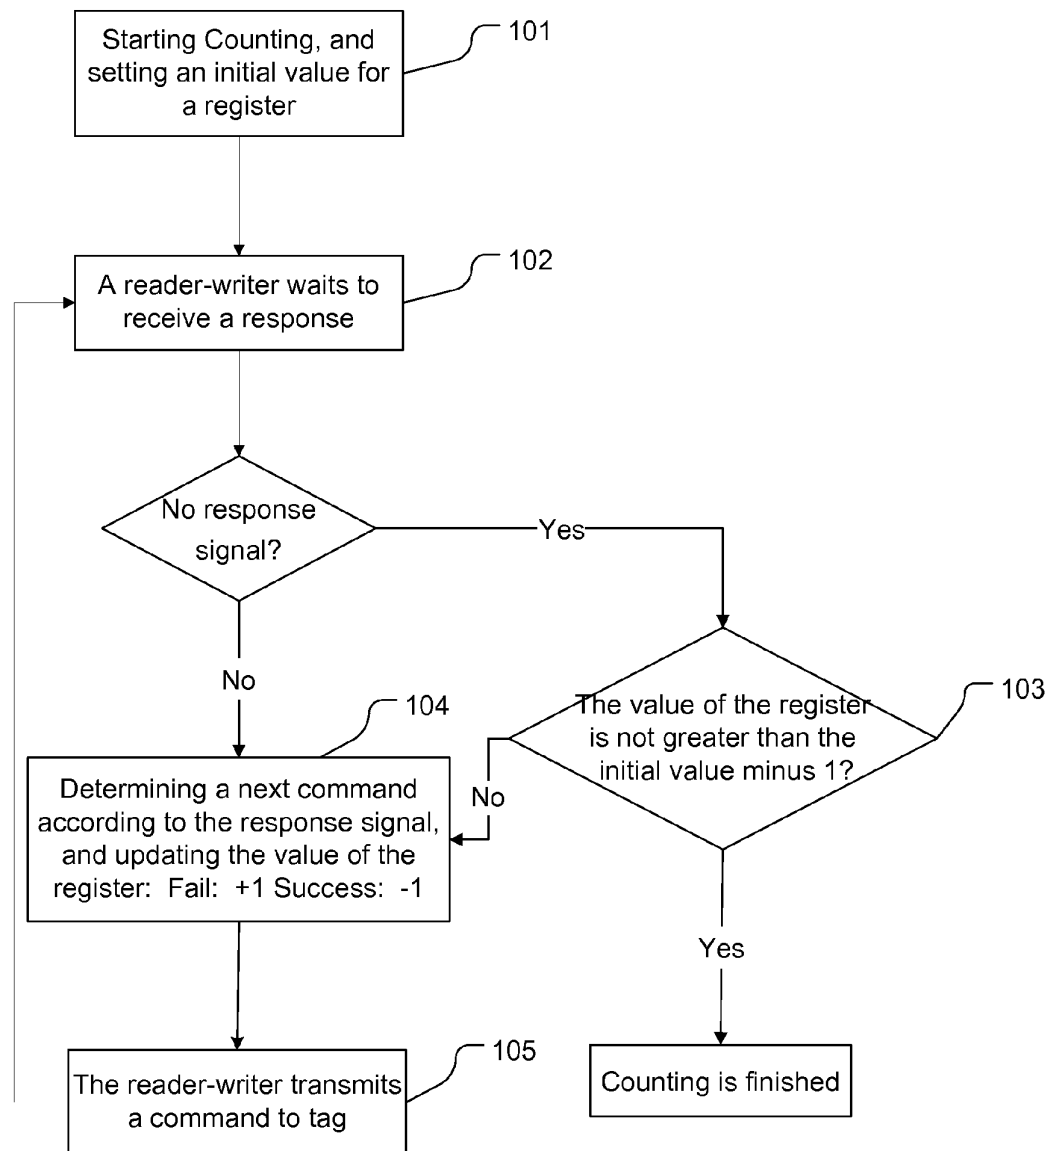 Starting Counting, and
setting an initial value for
a register
101
A reader-writer waits to
receive a response
102
No response
signal?
Yes
No
The value of the register
is not greater than the
initial value minus 1?
103
No
104
Determining a next command
according to the response signal,
and updating the value of the
register: Fail: +1 Success: -1
Yes
The reader-writer transmits
a command to tag
105
Counting is finished